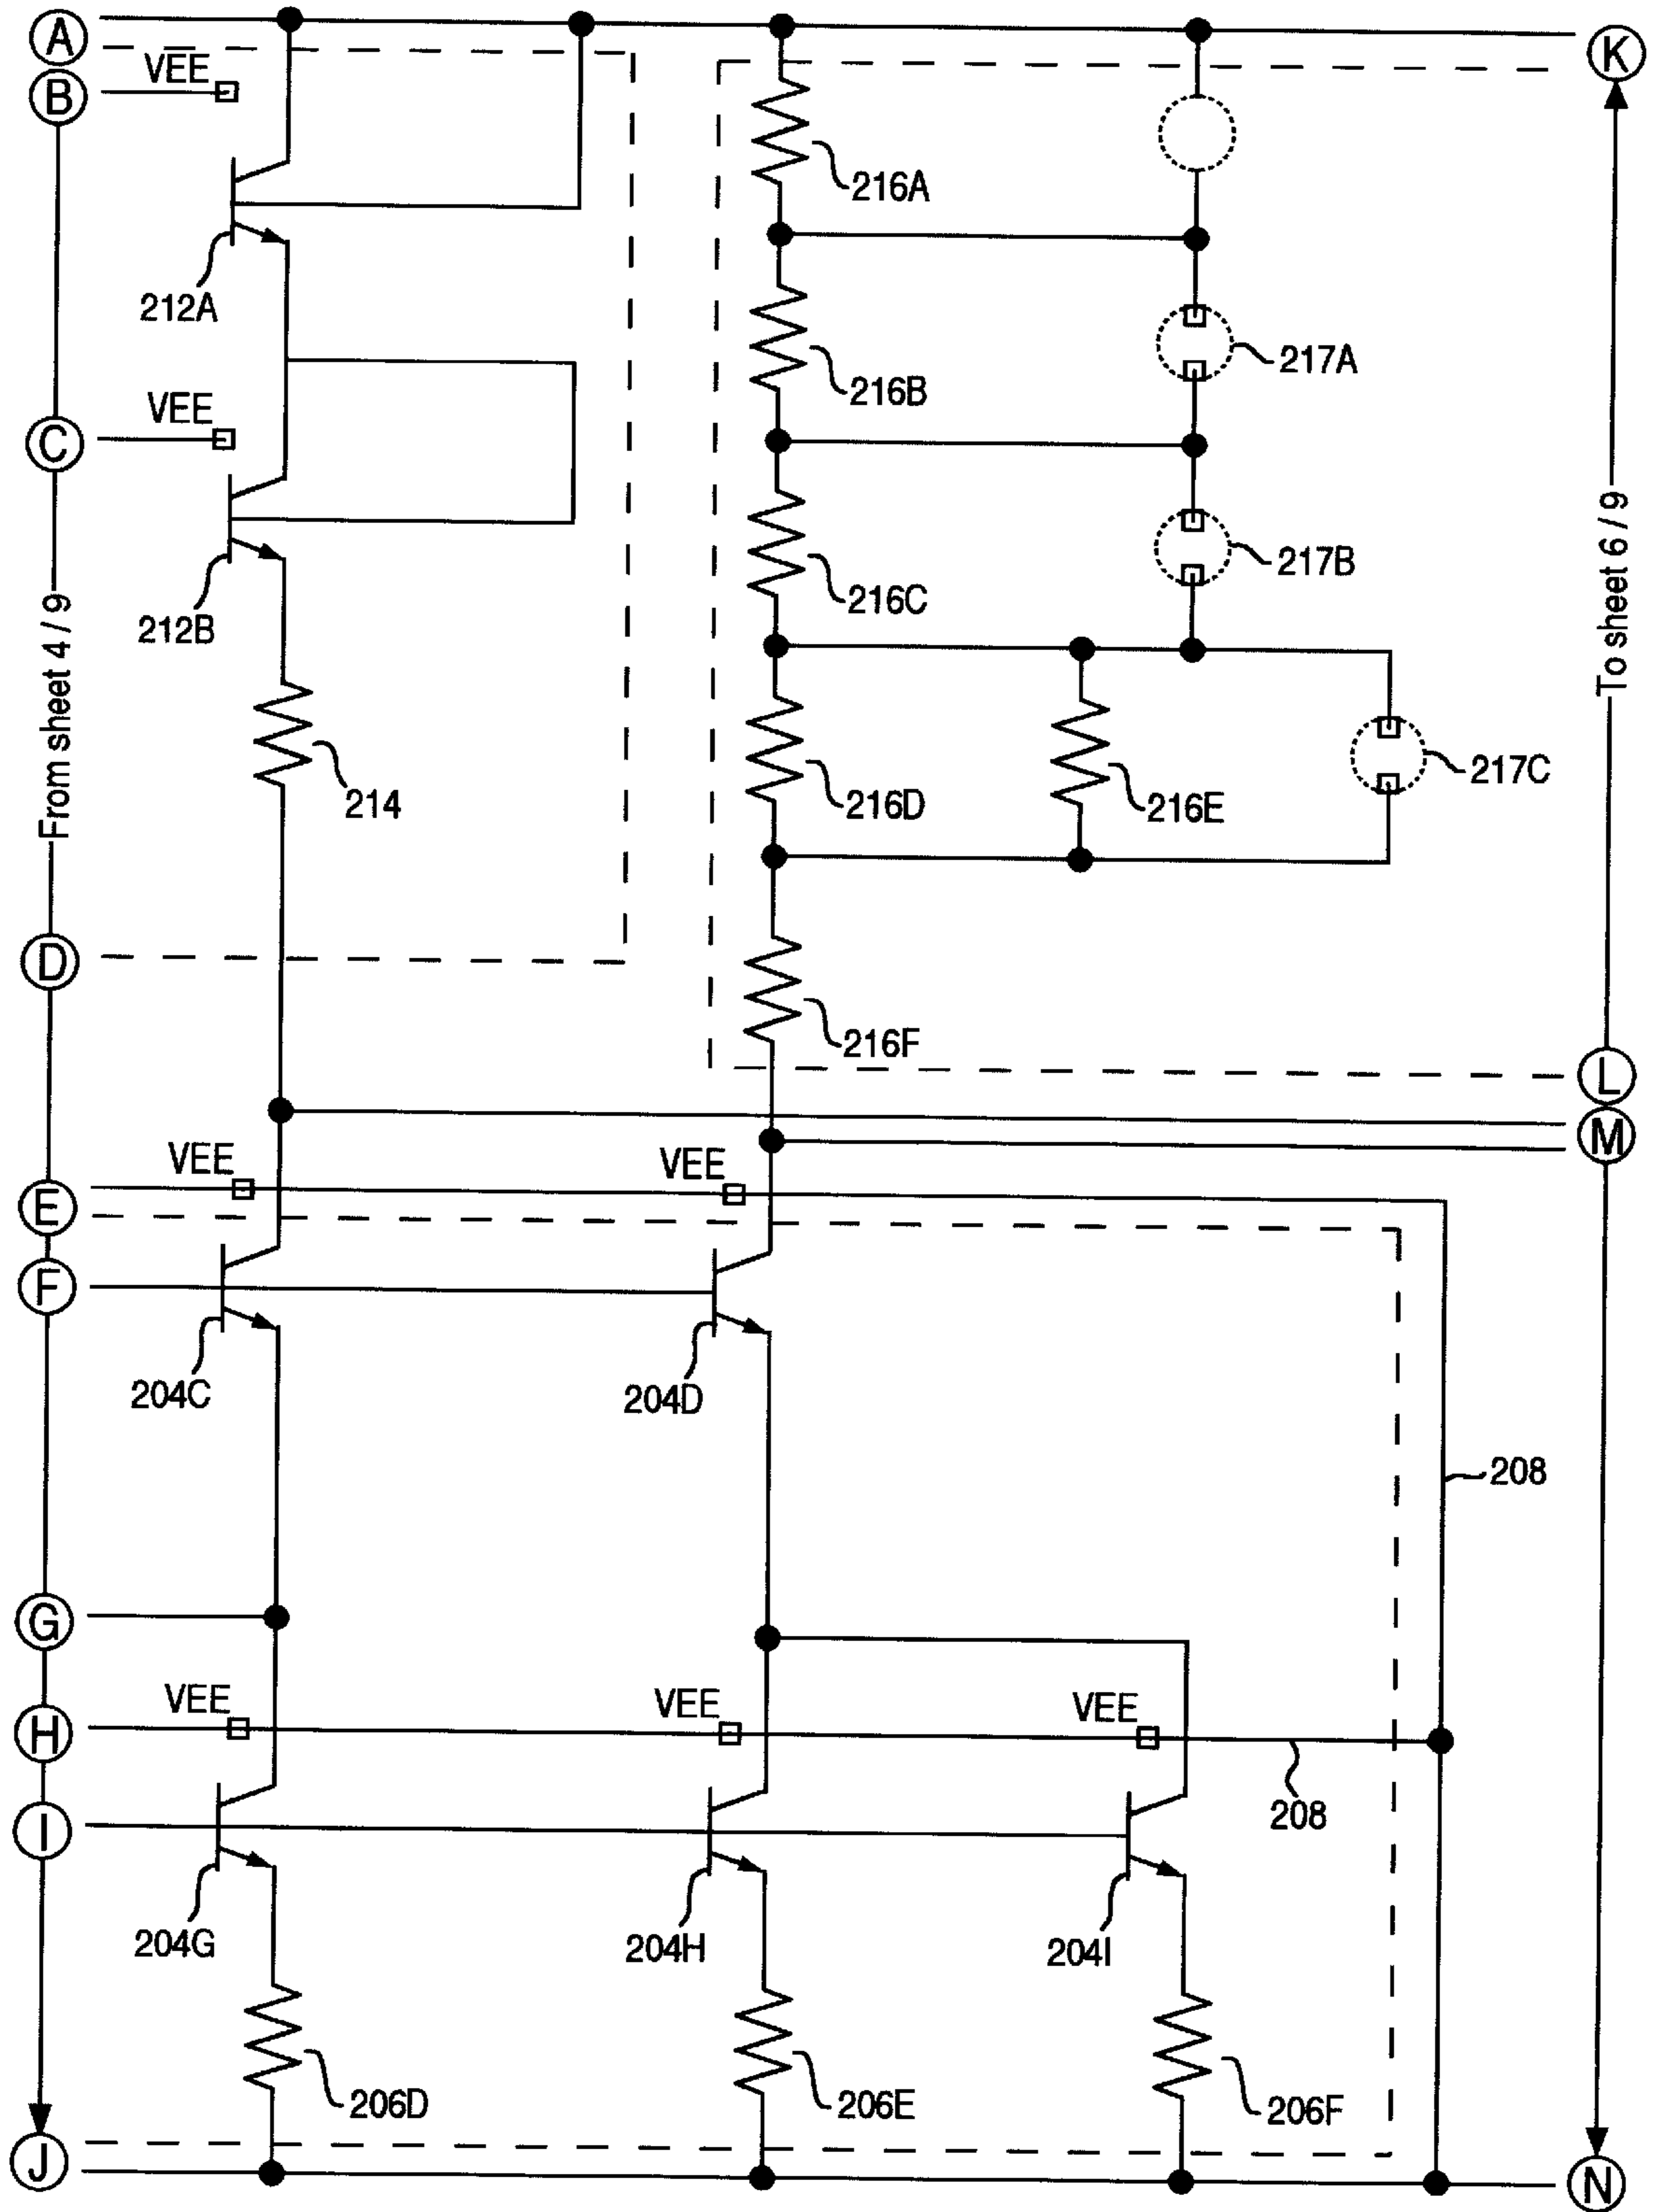 A
K
VEE
B
216A
212A
217A
216B
VEE
C
217B
216C
212B
From sheet 4 / 9
To sheet 6 / 9
217C
214
216D
216E
D
216F
L
M
VEE
VEE
E
F
204C
204D
208
G
VEE
VEE
VEE
H
208
I
204G
204H
204I
206D
206E
206F
J
N